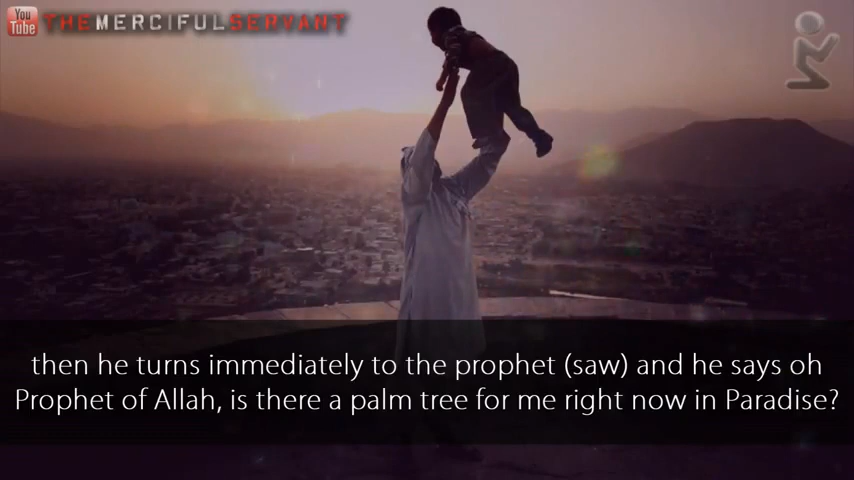 You
Tube
THEMERCIFULSERVANT
then he turns immediately to the prophet (saw) and he says oh
Prophet of Allah, is there a palm tree for me right now in Paradise?